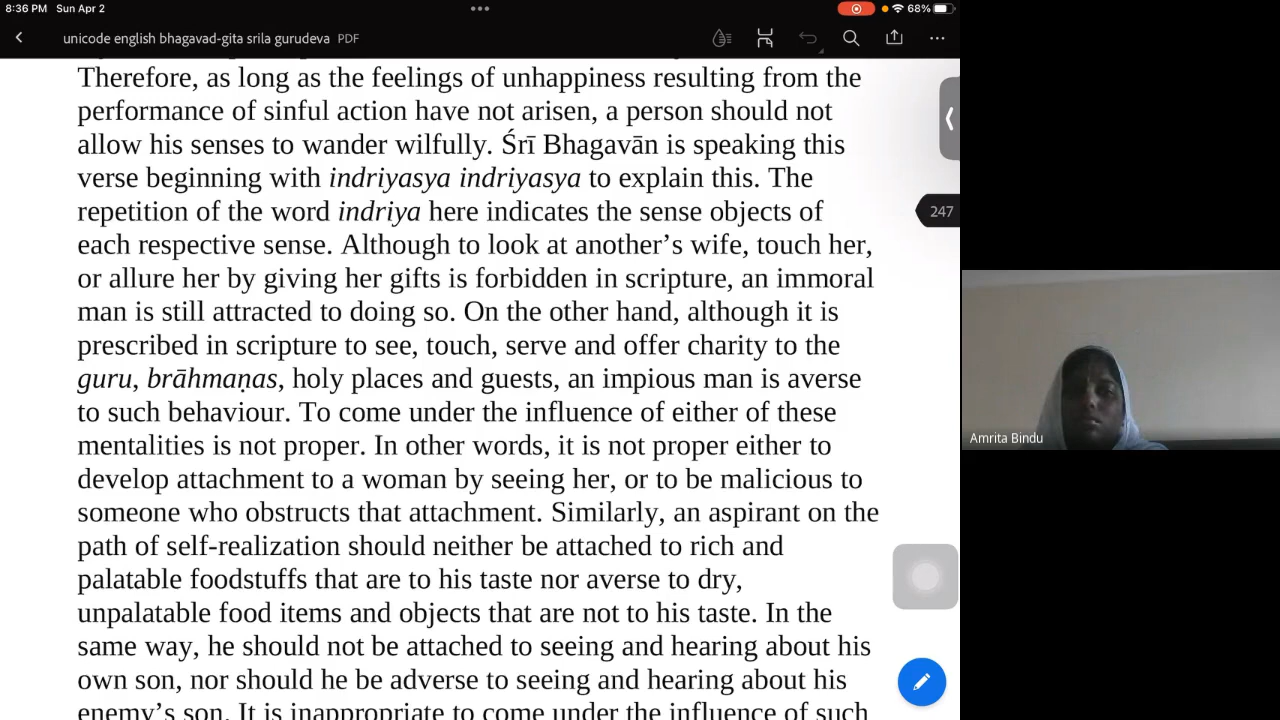 8:36 PM Sun Apr 2
68%
unicode english bhagavad-gita srila gurudeva PDF
Therefore, as long as the feelings of unhappiness resulting from the
performance of sinful action have not arisen, a person should not
allow his senses to wander wilfully. Śrī Bhagavān is speaking this
verse beginning with indriyasya indriyasya to explain this. The
repetition of the word indriya here indicates the sense objects of
each respective sense. Although to look at another’s wife, touch her,
or allure her by giving her gifts is forbidden in scripture, an immoral
man is still attracted to doing so. On the other hand, although it is
prescribed in scripture to see, touch, serve and offer charity to the
guru, brāhmaṇas, holy places and guests, an impious man is averse
to such behaviour. To come under the influence of either of these
mentalities is not proper. In other words, it is not proper either to
develop attachment to a woman by seeing her, or to be malicious to
someone who obstructs that attachment. Similarly, an aspirant on the
path of self-realization should neither be attached to rich and
palatable foodstuffs that are to his taste nor averse to dry,
unpalatable food items and objects that are not to his taste. In the
same way, he should not be attached to seeing and hearing about his
own son, nor should he be adverse to seeing and hearing about his
enemy’s son. It is inappropriate to come under the influence of such
247
Amrita Bindu